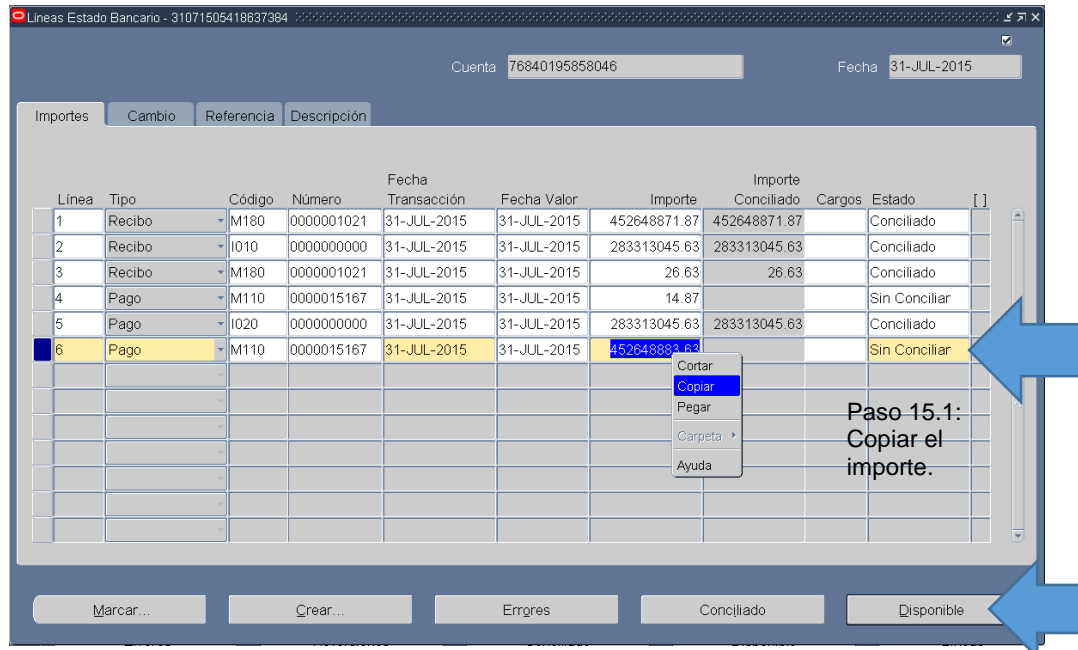 Líneas Estado Bancario - 31071505418637384
Cuenta 76840195858046 Fecha 31-JUL-2015
Importes Cambio Referencia Descripción
Fecha Importe
Línea Tipo Código Número Transacción Fecha Valor Importe Conciliado Cargos Estado [ ]
1 Recibo M180 0000001021 31-JUL-2015 31-JUL-2015 452648871.87 452648871.87 Conciliado
2 Recibo I010 0000000000 31-JUL-2015 31-JUL-2015 283313045.63 283313045.63 Conciliado
3 Recibo M180 0000001021 31-JUL-2015 31-JUL-2015 26.63 26.63 Conciliado
4 Pago M110 0000015167 31-JUL-2015 31-JUL-2015 14.87 Sin Conciliar
5 Pago I020 0000000000 31-JUL-2015 31-JUL-2015 283313045.63 283313045.63 Conciliado
6 Pago M110 0000015167 31-JUL-2015 31-JUL-2015 452648883.63 Sin Conciliar
Cortar
Copiar
Pegar
Carpeta
Ayuda
Paso 15.1:
Copiar el
importe.
Marcar... Crear... Errores Conciliado Disponible